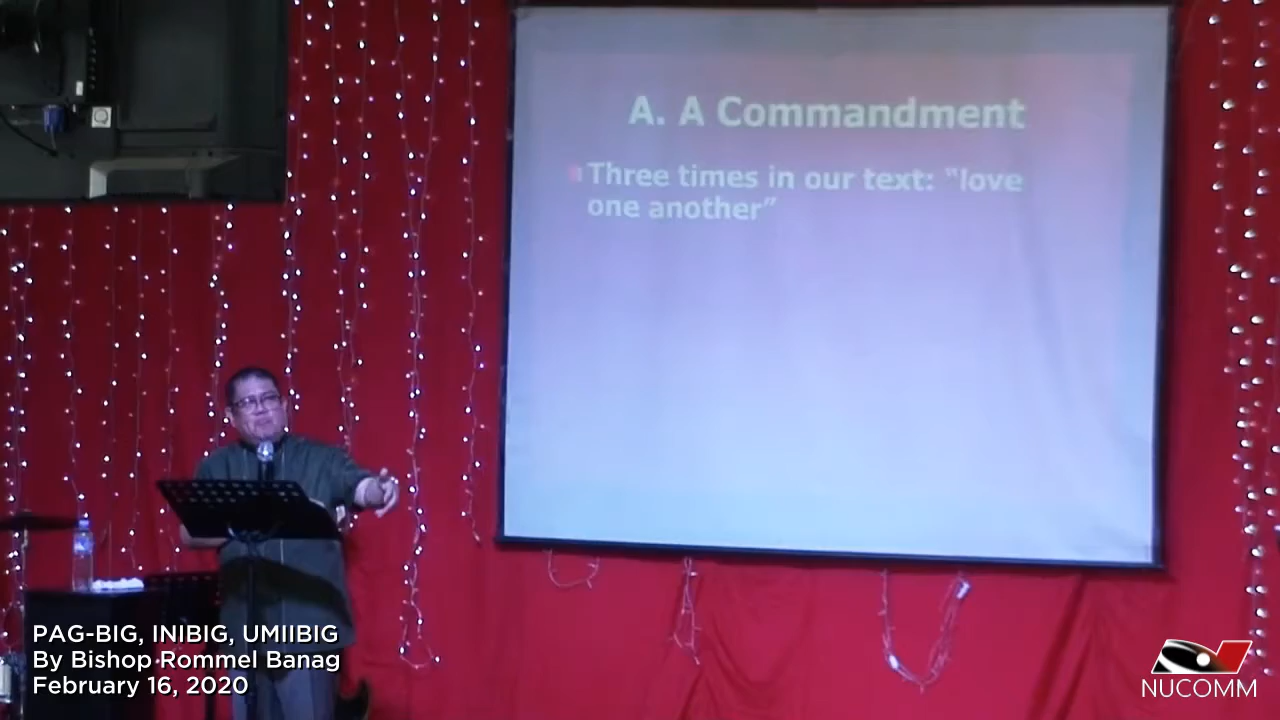 A. A Commandment
Three times in our text: "love
one another"
PAG-BIG, INIBIG, UMIIBIG
By Bishop Rommel Banag
February 16, 2020
NUCOMM